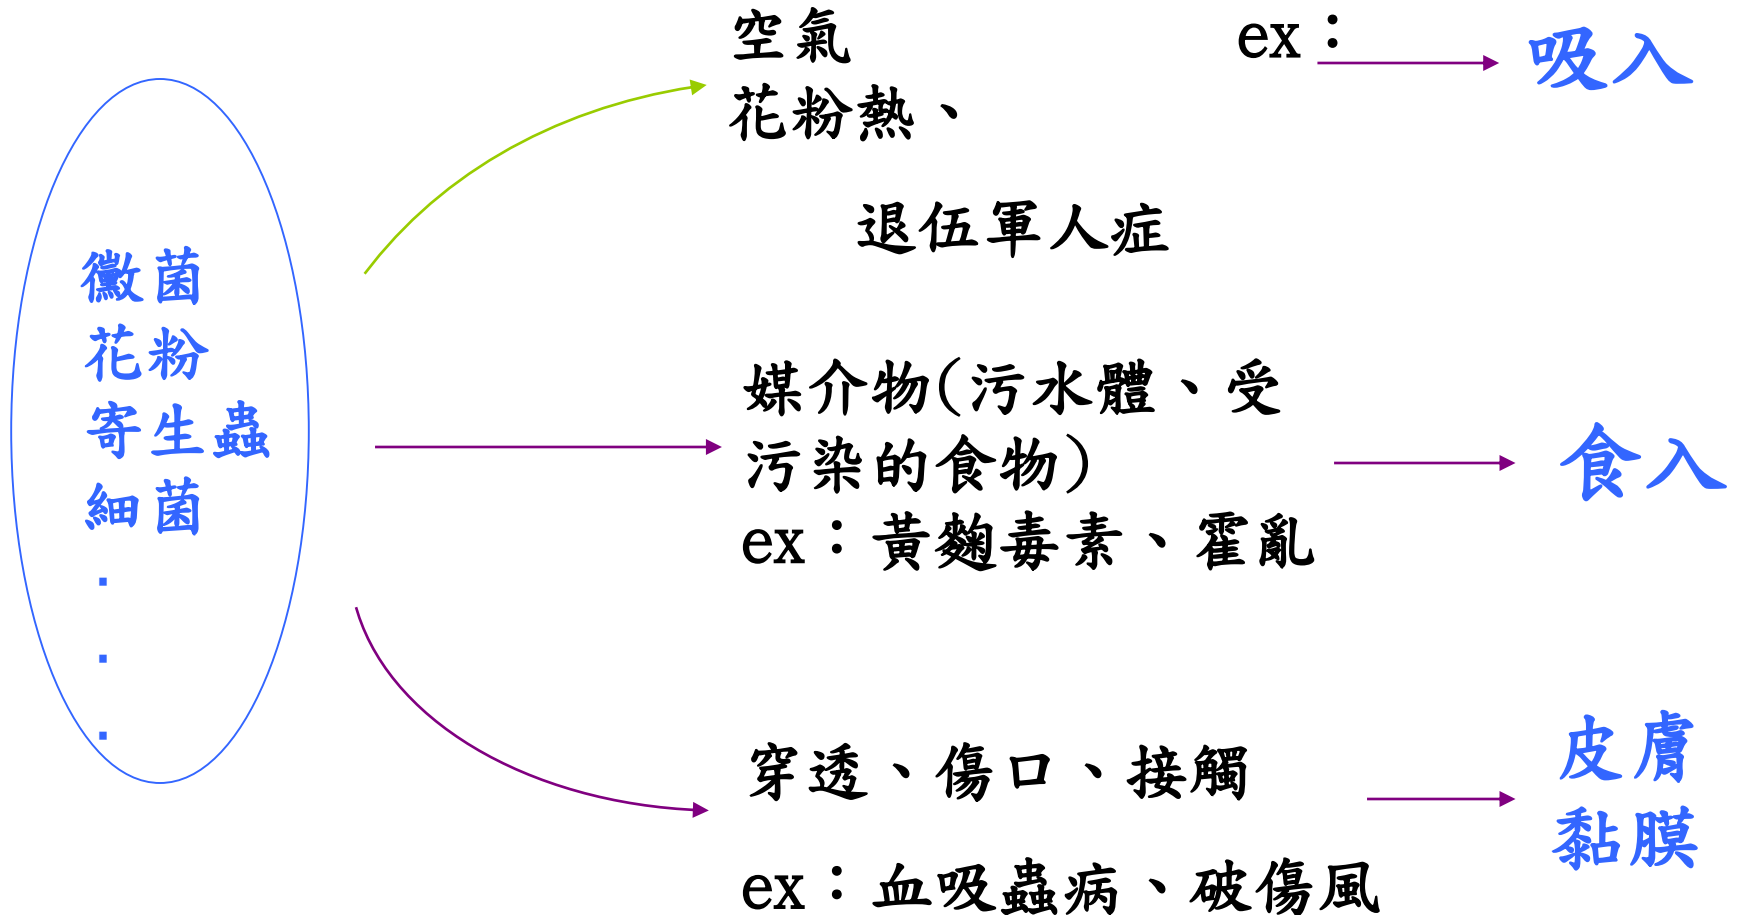 黴菌
花粉
寄生蟲
細菌
.
.
.
空氣 ex：
花粉熱、
退伍軍人症
吸入
媒介物(污水體、受
污染的食物)
ex：黃麴毒素、霍亂
食入
穿透、傷口、接觸
ex：血吸蟲病、破傷風
皮膚
黏膜